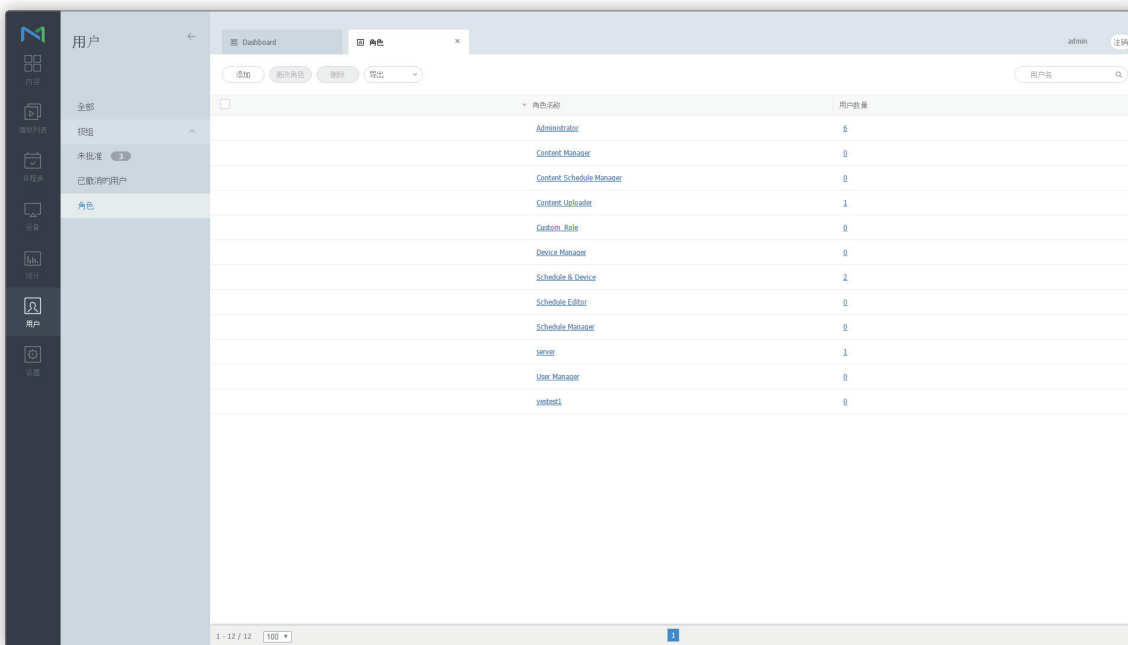 用户
←
Dashboard
角色
×
admin
注销
内容
播放列表
日程表
设备
统计
用户
设置
全部
按组
未批准 3
已撤消的用户
角色
添加
更改角色
删除
导出
用户名
角色名称 用户数量
Administrator 6
Content Manager 0
Content Schedule Manager 0
Content Uploader 1
Custom_Role 0
Device Manager 0
Schedule & Device 2
Schedule Editor 0
Schedule Manager 0
server 1
User Manager 0
vestest1 0
1 - 12 / 12 100 1